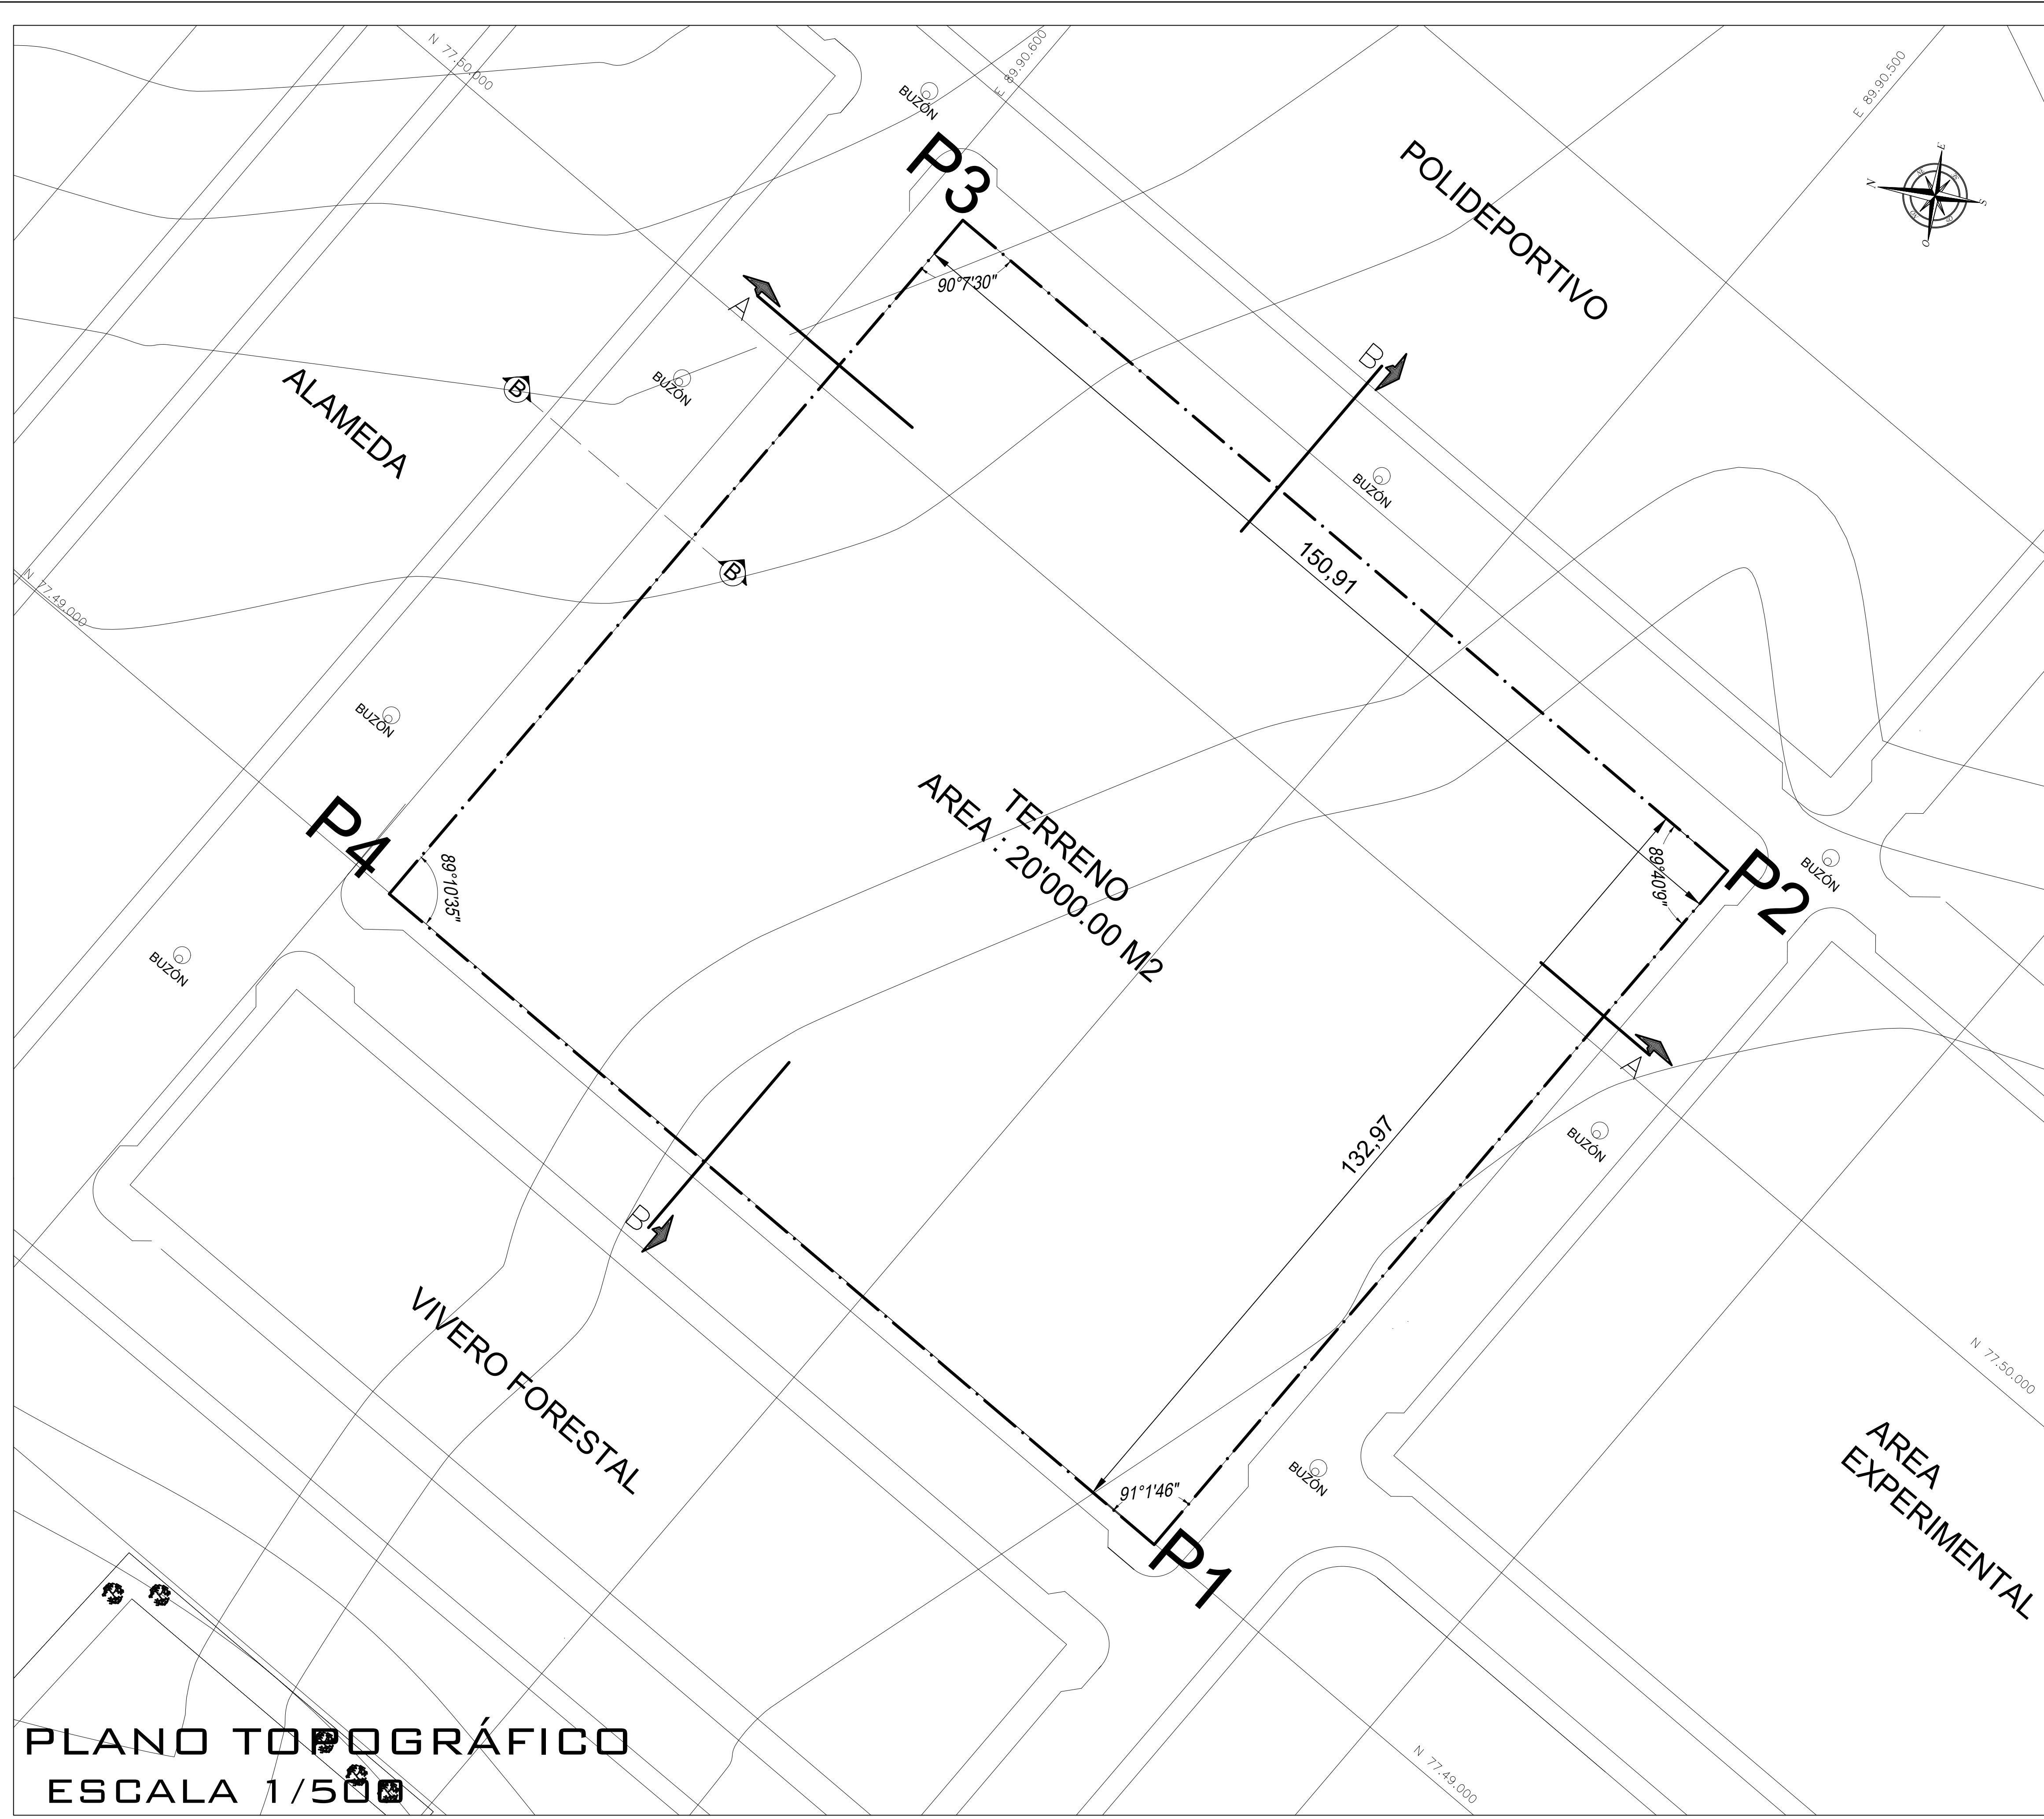 N 77.50.000
E 89.90.600
E 89.90.500
BUZÓN
P3
POLIDEPORTIVO
E
N
S
O
90°7'30"
A
B
ALAMEDA
B
BUZÓN
BUZÓN
150,91
B
N 77.49.000
BUZÓN
P4
89°10'35"
TERRENO
AREA : 20'000.00 M2
89°40'9"
P2
BUZÓN
BUZÓN
A
132,97
BUZÓN
B
VIVERO FORESTAL
N 77.50.000
AREA
EXPERIMENTAL
BUZÓN
91°1'46"
P1
PLANO TOPOGRÁFICO
ESCALA 1/500
N 77.49.000